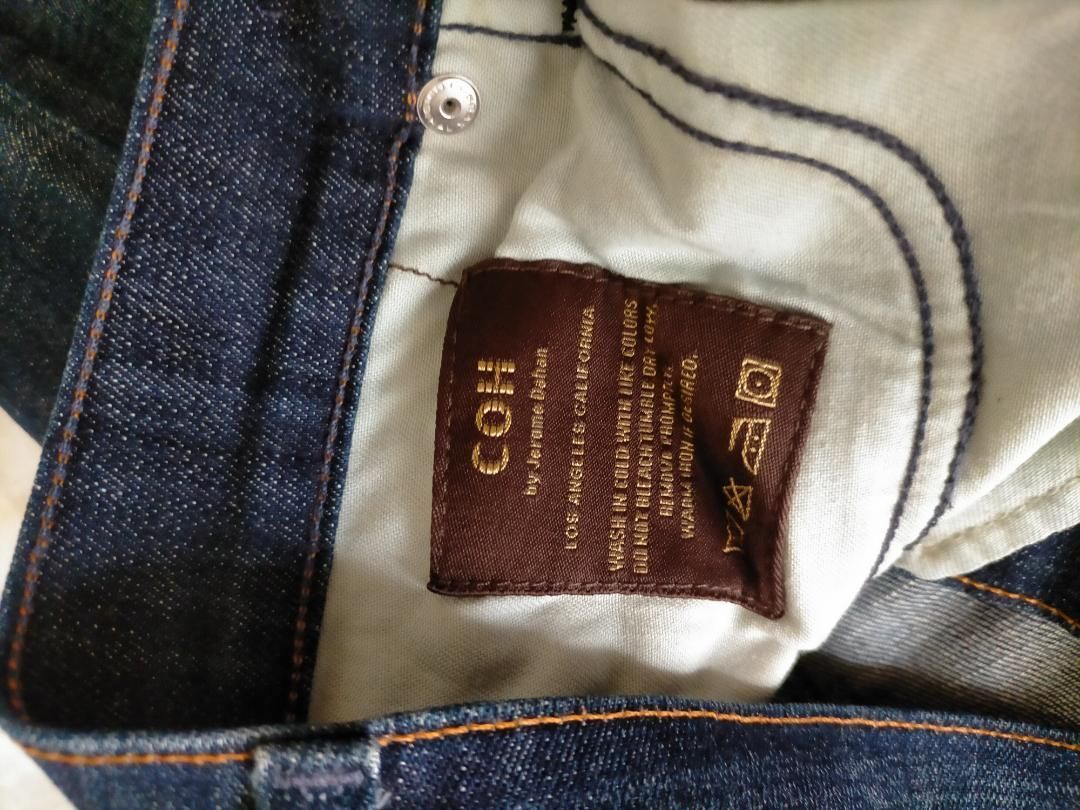 COH
by Jerome Dahan
LOS ANGELES CALIFORNIA
WASH IN COLD WITH LIKE COLORS
DO NOT BLEACH TUMBLE DRY LOW,
REMOVE PROMPTLY.
WARM IRON IF DESIRED.